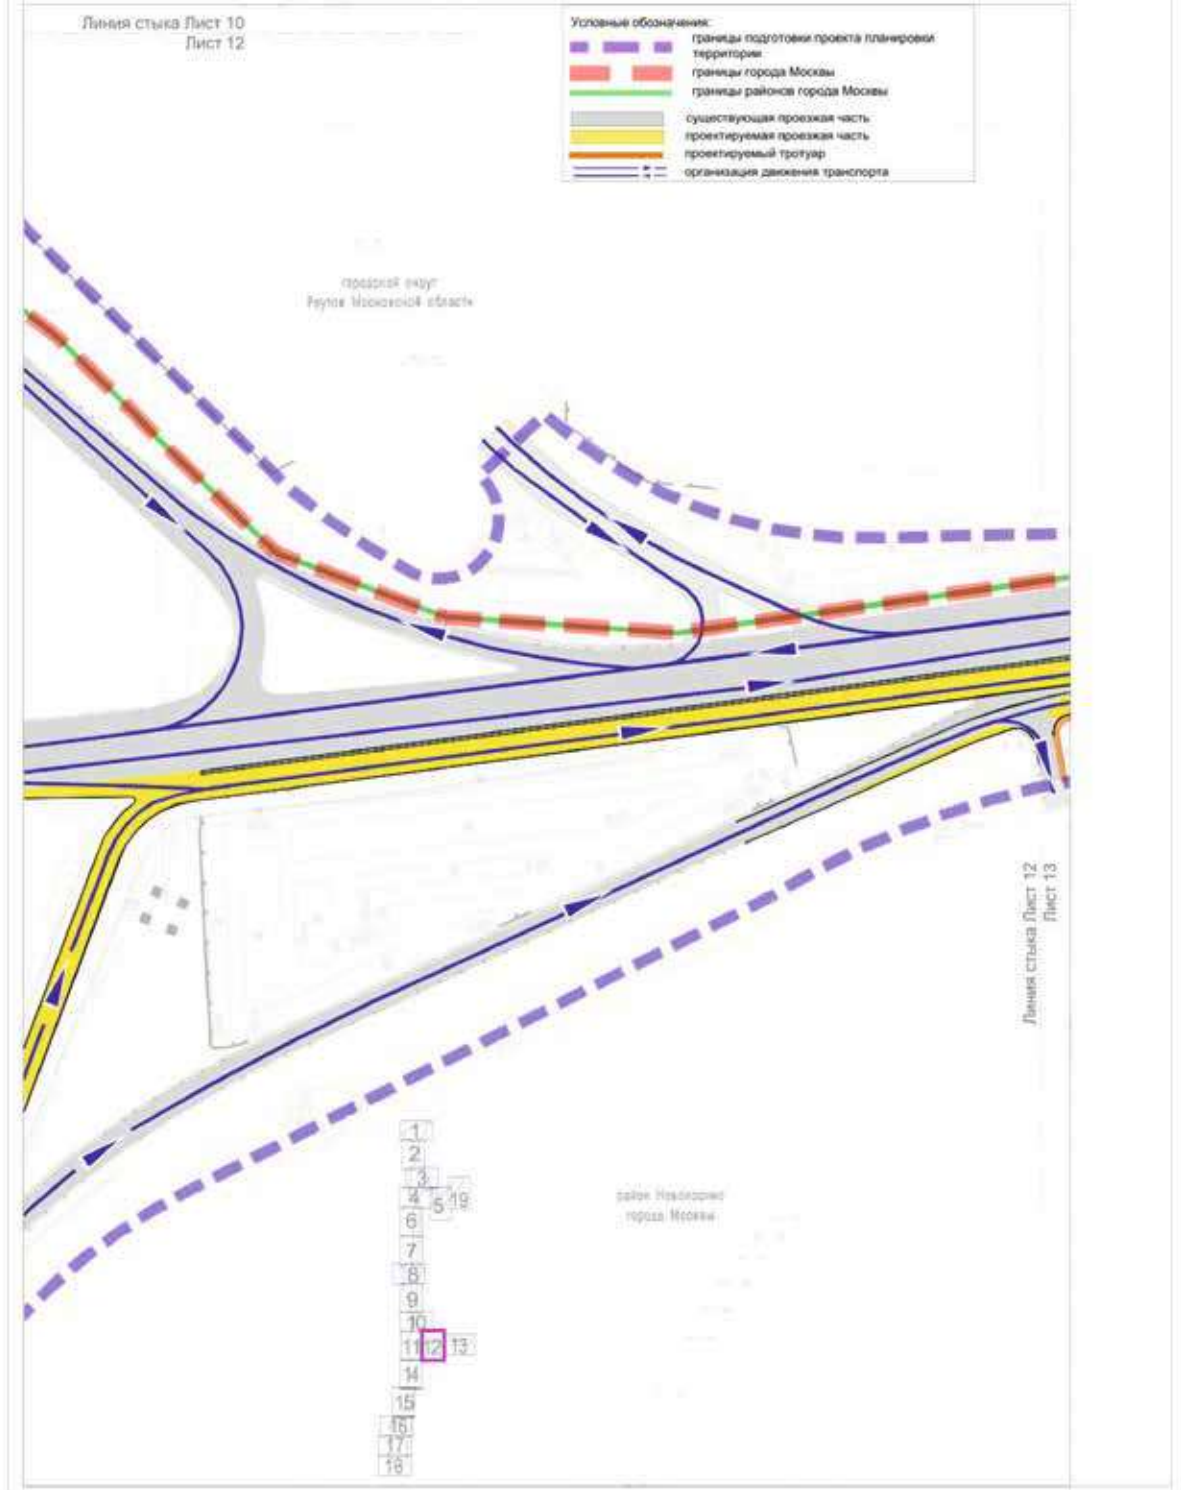 Линия стыка Лист 10
Лист 12
Условные обозначения:
границы подготовки проекта планировки
территории
границы города Москвы
границы районов города Москвы
существующая проезжая часть
проектируемая проезжая часть
проектируемый тротуар
организация движения транспорта
городской округ
Реутов Московской области
Линия стыка Лист 12
Лист 13
район Новокосино
города Москвы
1
2
3
4 5 19
6
7
8
9
10
11 12 13
14
15
16
17
18